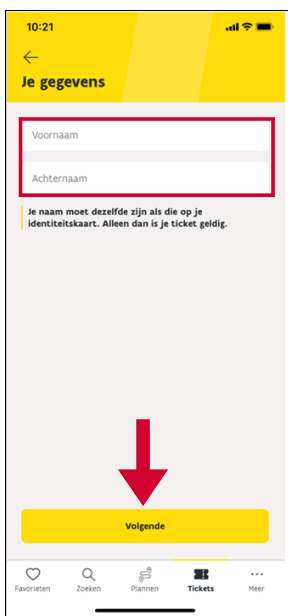 10:21
Je gegevens
Voornaam
Achternaam
Je naam moet dezelfde zijn als die op je
identiteitskaart. Alleen dan is je ticket geldig.
Volgende
Favorieten Zoeken Plannen Tickets Meer